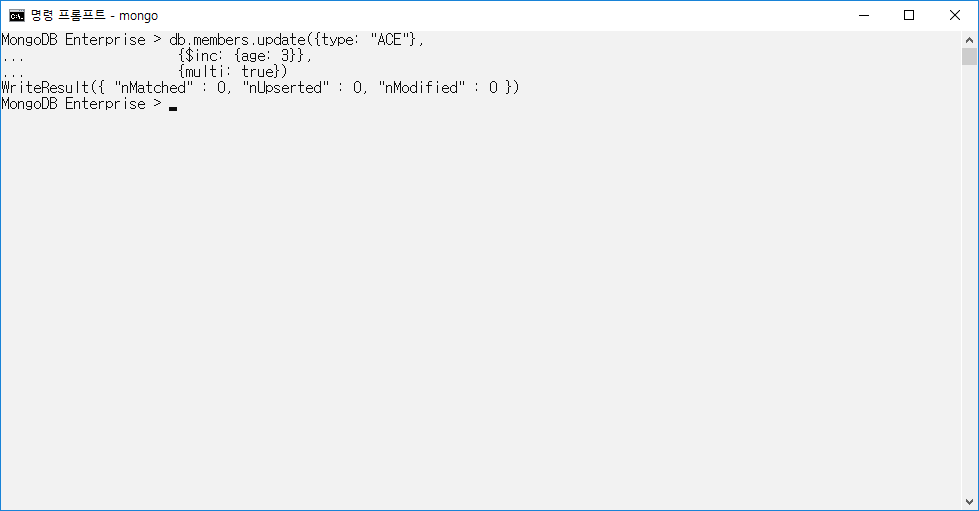 명령 프롬프트 - mongo
MongoDB Enterprise > db.members.update({type: "ACE"},
...                   {$inc: {age: 3}},
...                   {multi: true})
WriteResult({ "nMatched" : 0, "nUpserted" : 0, "nModified" : 0 })
MongoDB Enterprise >